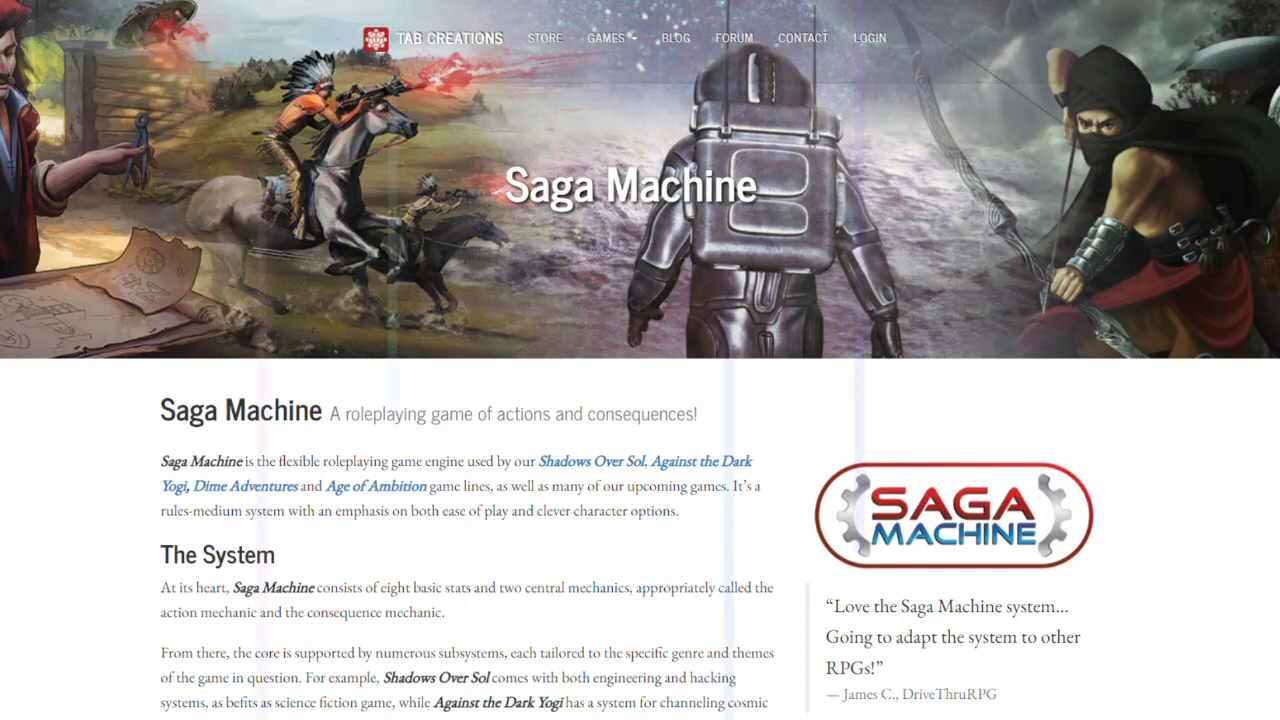 TAB CREATIONS STORE GAMES BLOG FORUM CONTACT LOGIN
Saga Machine
Saga Machine A roleplaying game of actions and consequences!
Saga Machine is the flexible roleplaying game engine used by our Shadows Over Sol, Against the Dark
Yogi, Dime Adventures and Age of Ambition game lines, as well as many of our upcoming games. It’s a
rules-medium system with an emphasis on both ease of play and clever character options.
The System
At its heart, Saga Machine consists of eight basic stats and two central mechanics, appropriately called the
action mechanic and the consequence mechanic.
From there, the core is supported by numerous subsystems, each tailored to the specific genre and themes
of the game in question. For example, Shadows Over Sol comes with both engineering and hacking
systems, as befits as science fiction game, while Against the Dark Yogi has a system for channeling cosmic
SAGA
MACHINE
“Love the Saga Machine system...
Going to adapt the system to other
RPGs!”
— James C., DriveThruRPG